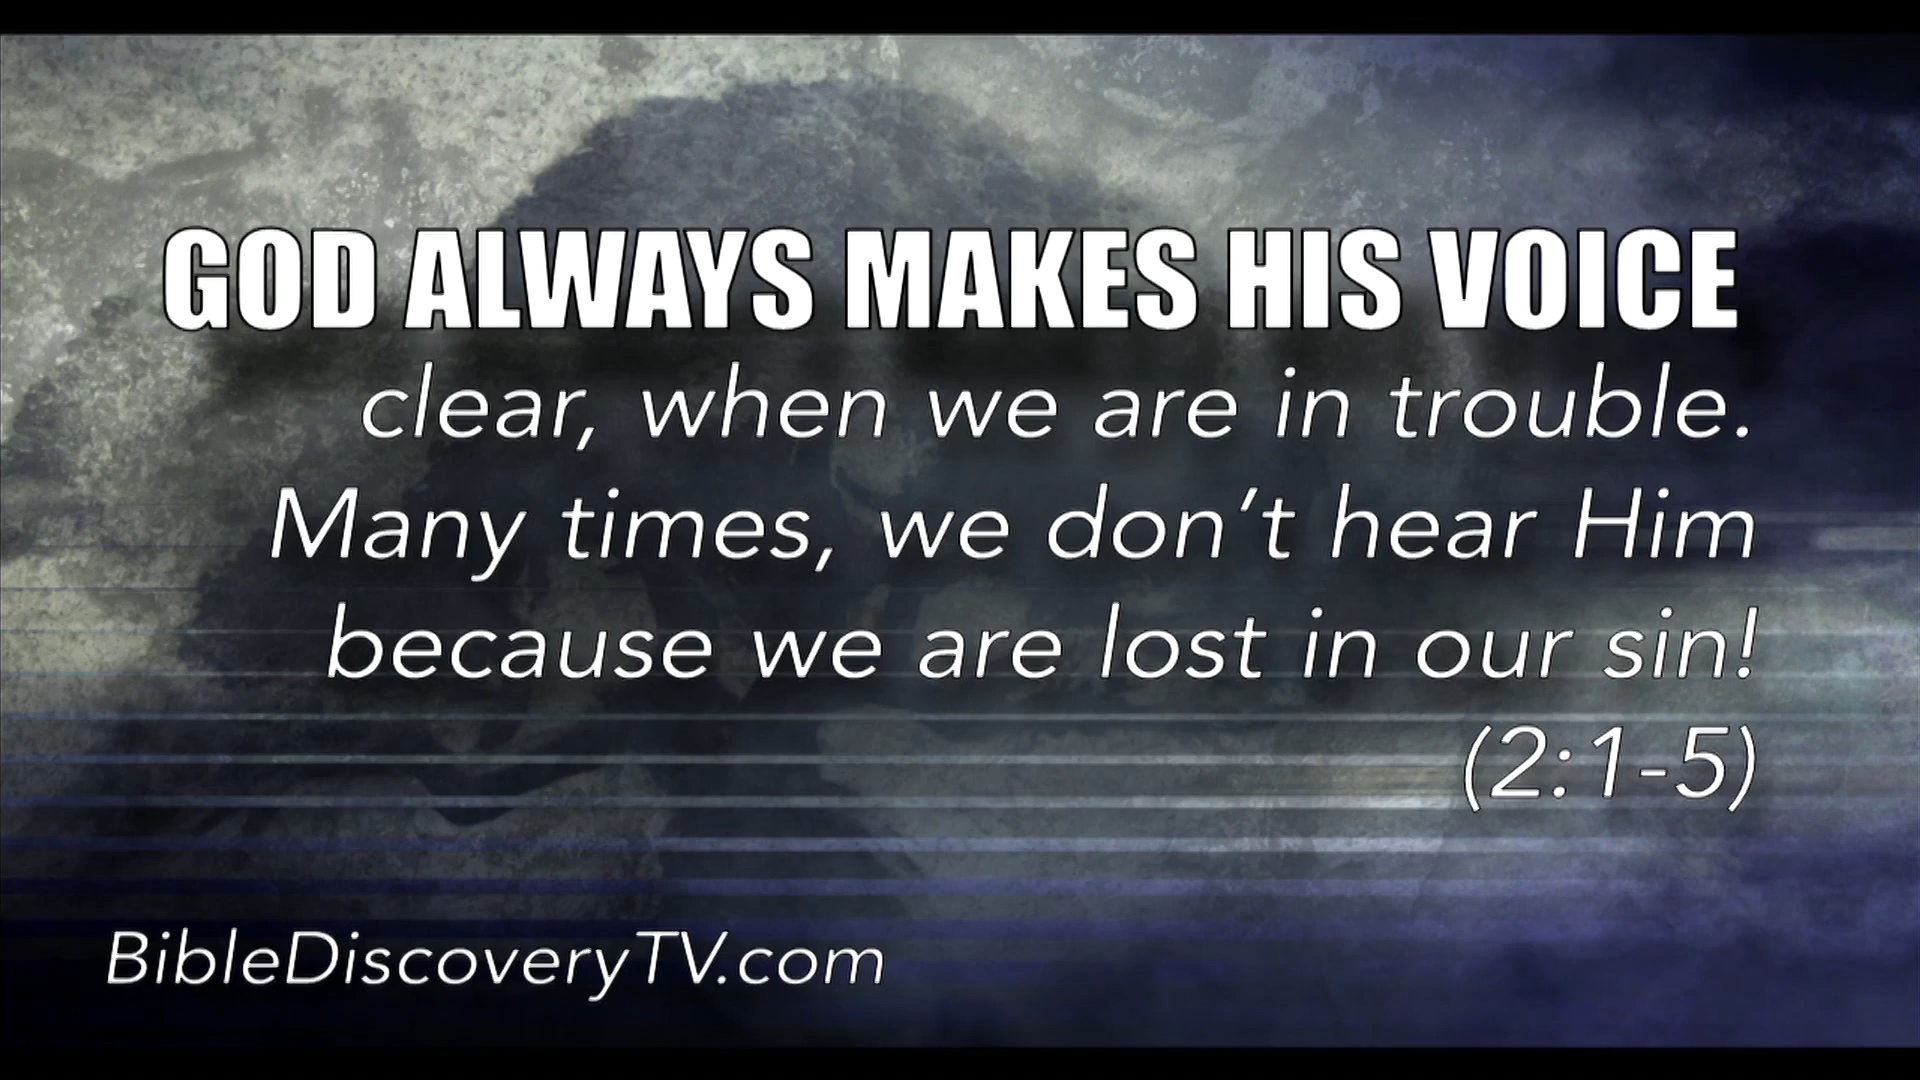 GOD ALWAYS MAKES HIS VOICE
clear, when we are in trouble.
Many times, we don’t hear Him
because we are lost in our sin!
(2:1-5)
BibleDiscoveryTV.com